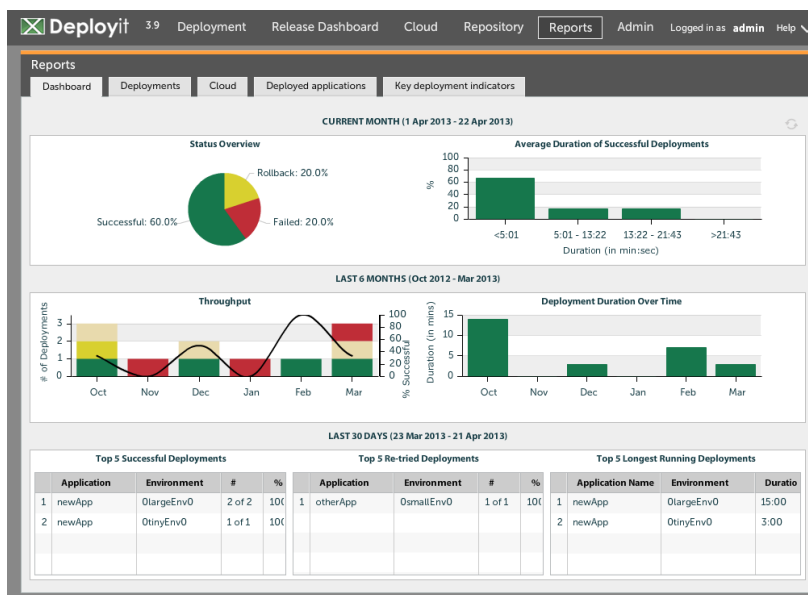 Deployit 3.9 Deployment Release Dashboard Cloud Repository Reports Admin Logged in as admin Help
Reports
Dashboard Deployments Cloud Deployed applications Key deployment indicators
CURRENT MONTH (1 Apr 2013 - 22 Apr 2013)
Status Overview
Rollback: 20.0%
Successful: 60.0%
Failed: 20.0%
Average Duration of Successful Deployments
100
80
60
40
20
0
%
<5:01 5:01 - 13:22 13:22 - 21:43 >21:43
Duration (in min:sec)
LAST 6 MONTHS (Oct 2012 - Mar 2013)
Throughput
# of Deployments
3
2
1
0
100
80
60
40
20
0
% Successful
Oct Nov Dec Jan Feb Mar
Deployment Duration Over Time
Duration (in mins)
15
10
5
0
Oct Nov Dec Jan Feb Mar
LAST 30 DAYS (23 Mar 2013 - 21 Apr 2013)
Top 5 Successful Deployments
Application Environment # %
1 newApp 0largeEnv0 2 of 2 100
2 newApp 0tinyEnv0 1 of 1 100
Top 5 Re-tried Deployments
Application Environment # %
1 otherApp 0smallEnv0 1 of 1 100
Top 5 Longest Running Deployments
Application Name Environment Duratio
1 newApp 0largeEnv0 15:00
2 newApp 0tinyEnv0 3:00